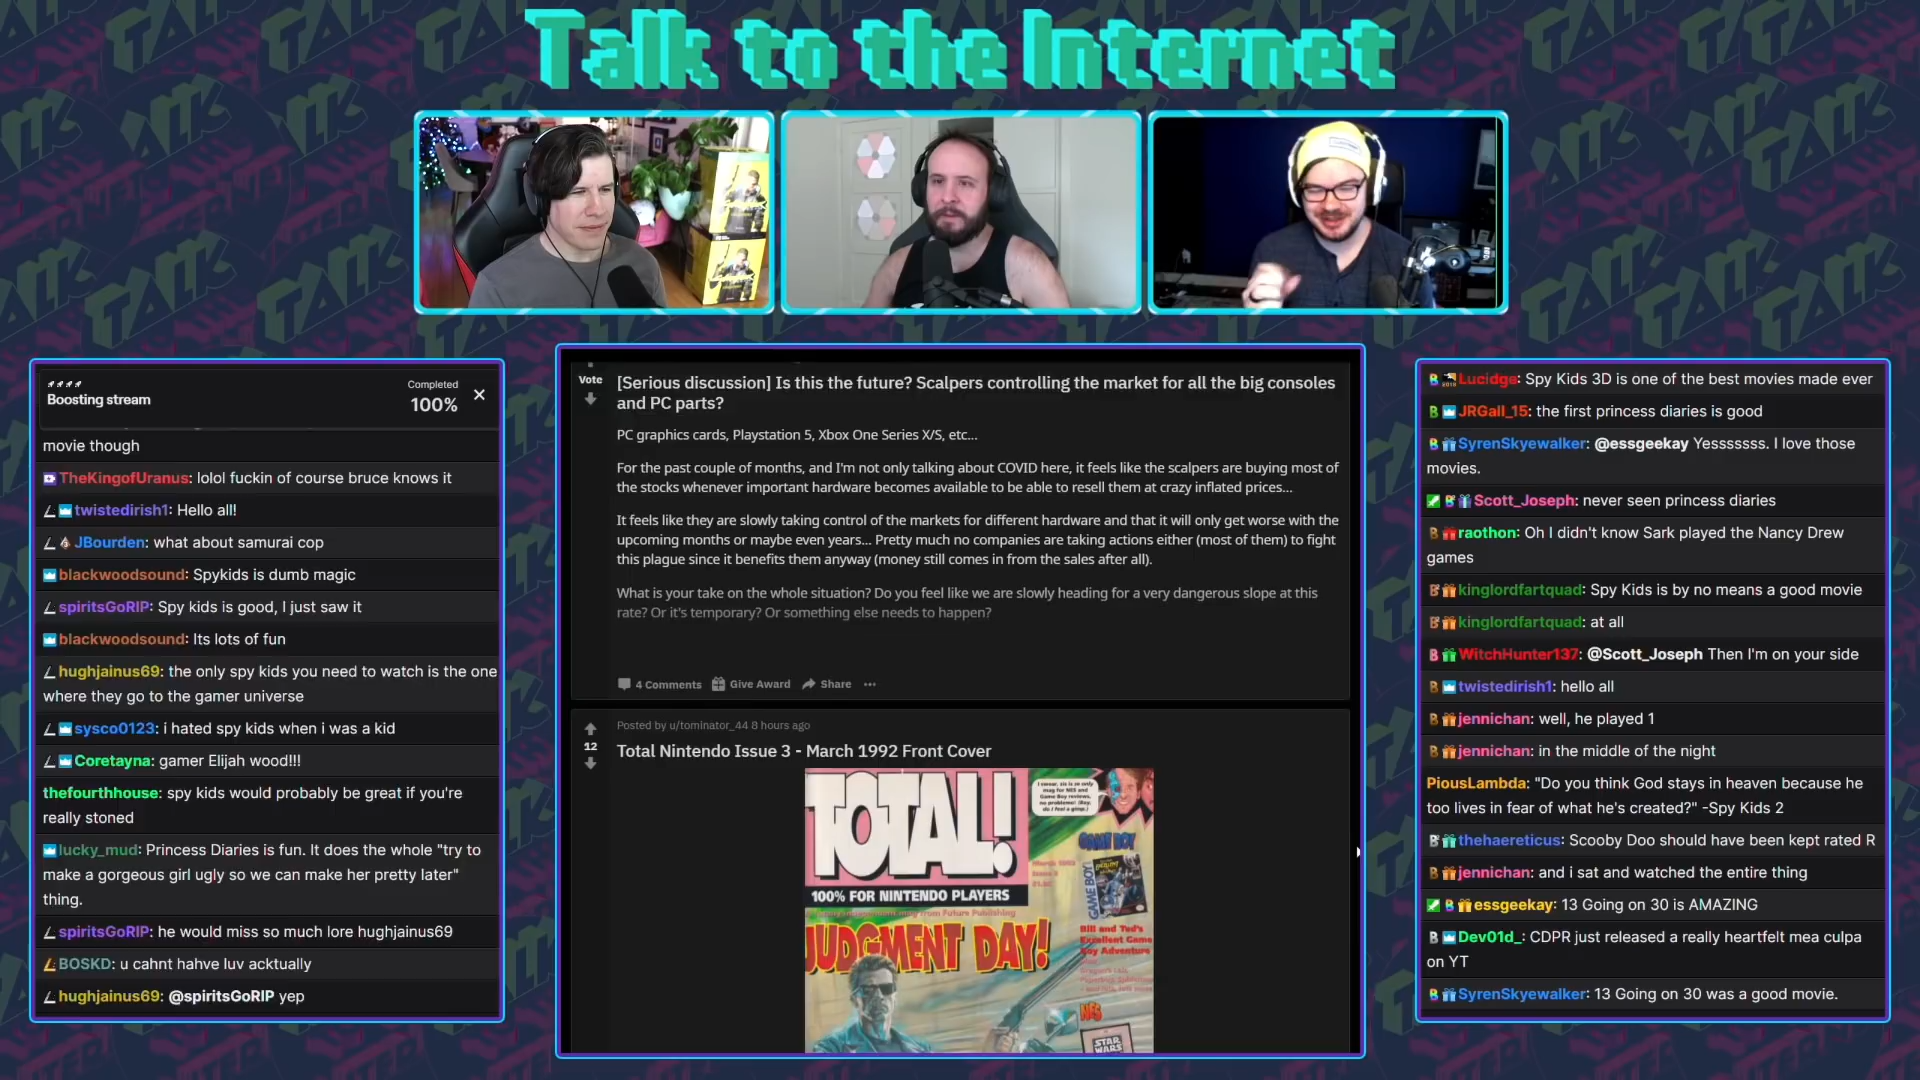 Talk to the Internet
Boosting stream
Completed
100%
movie though
TheKingofUranus: lolol fuckin of course bruce knows it
twistedirish1: Hello all!
JBourden: what about samurai cop
blackwoodsound: Spykids is dumb magic
spiritsGoRIP: Spy kids is good, I just saw it
blackwoodsound: Its lots of fun
hughjainus69: the only spy kids you need to watch is the one
where they go to the gamer universe
sysco0123: i hated spy kids when i was a kid
Coretayna: gamer Elijah wood!!!
thefourthhouse: spy kids would probably be great if you're
really stoned
lucky_mud: Princess Diaries is fun. It does the whole "try to
make a gorgeous girl ugly so we can make her pretty later"
thing.
spiritsGoRIP: he would miss so much lore hughjainus69
BOSKD: u cahnt hahve luv acktually
hughjainus69: @spiritsGoRIP yep
Vote
[Serious discussion] Is this the future? Scalpers controlling the market for all the big consoles
and PC parts?
PC graphics cards, Playstation 5, Xbox One Series X/S, etc...
For the past couple of months, and I'm not only talking about COVID here, it feels like the scalpers are buying most of
the stocks whenever important hardware becomes available to be able to resell them at crazy inflated prices...
It feels like they are slowly taking control of the markets for different hardware and that it will only get worse with the
upcoming months or maybe even years... Pretty much no companies are taking actions either (most of them) to fight
this plague since it benefits them anyway (money still comes in from the sales after all).
What is your take on the whole situation? Do you feel like we are slowly heading for a very dangerous slope at this
rate? Or it's temporary? Or something else needs to happen?
4 Comments Give Award Share
Posted by u/tominator_44 8 hours ago
12
Total Nintendo Issue 3 - March 1992 Front Cover
TOTAL!
100% FOR NINTENDO PLAYERS
JUDGMENT DAY!
GAME BOY
GAME BOY
Bill and Ted's
Excellent Game
Boy Adventure
NES
STAR
WARS
Lucidge: Spy Kids 3D is one of the best movies made ever
JRGall_15: the first princess diaries is good
SyrenSkyewalker: @essgeekay Yesssssss. I love those
movies.
Scott_Joseph: never seen princess diaries
raothon: Oh I didn't know Sark played the Nancy Drew
games
kinglordfartquad: Spy Kids is by no means a good movie
kinglordfartquad: at all
WitchHunter137: @Scott_Joseph Then I'm on your side
twistedirish1: hello all
jennichan: well, he played 1
jennichan: in the middle of the night
PiousLambda: "Do you think God stays in heaven because he
too lives in fear of what he's created?" -Spy Kids 2
thehaereticus: Scooby Doo should have been kept rated R
jennichan: and i sat and watched the entire thing
essgeekay: 13 Going on 30 is AMAZING
Dev01d_: CDPR just released a really heartfelt mea culpa
on YT
SyrenSkyewalker: 13 Going on 30 was a good movie.